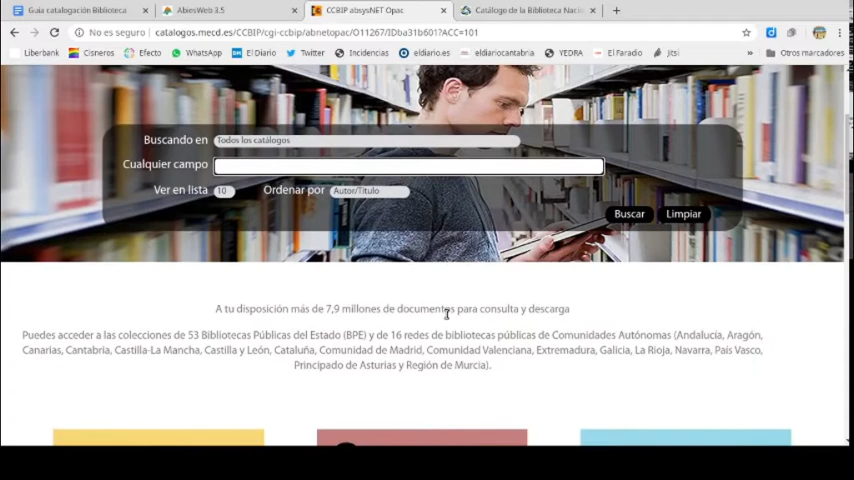 Guia catalogación Biblioteca
AbiesWeb 3.5
CCBIP absysNET Opac
Catálogo de la Biblioteca Nacio
No es seguro | catalogos.mecd.es/CCBIP/cgi-ccbip/abnetopac/O11267/IDba31b601?ACC=101
Liberbank
Cisneros
Efecto
WhatsApp
El Diario
Twitter
Incidencias
eldiario.es
eldiariocantabria
YEDRA
El Faradio
Jitsi
Otros marcadores
Buscando en
Todos los catálogos
Cualquier campo
Ver en lista 10 Ordenar por Autor/Título
Buscar Limpiar
A tu disposición más de 7,9 millones de documentos para consulta y descarga
Puedes acceder a las colecciones de 53 Bibliotecas Públicas del Estado (BPE) y de 16 redes de bibliotecas públicas de Comunidades Autónomas (Andalucía, Aragón,
Canarias, Cantabria, Castilla-La Mancha, Castilla y León, Cataluña, Comunidad de Madrid, Comunidad Valenciana, Extremadura, Galicia, La Rioja, Navarra, País Vasco,
Principado de Asturias y Región de Murcia).